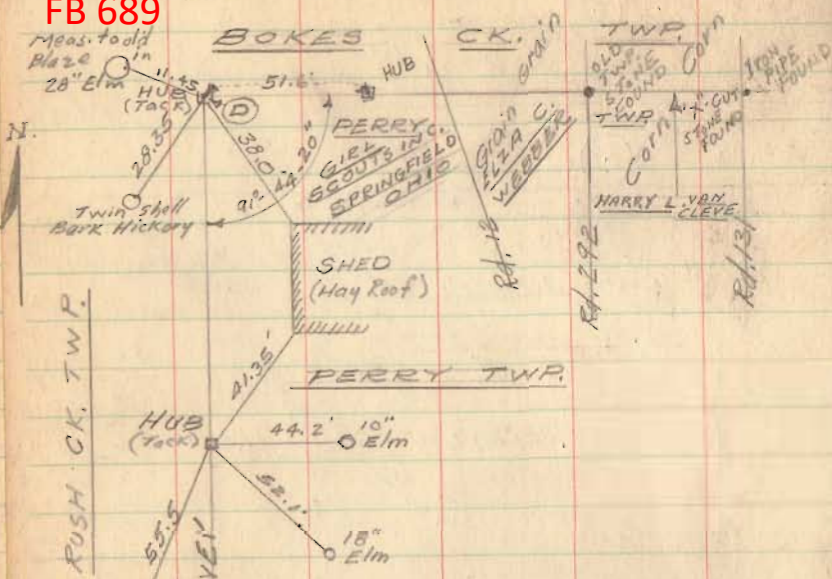 FB 689
BOKES CK. TWP.
Meas. to old
Blaze in
28" Elm
11.45
HUB
(Tack)
D
51.6'
HUB
N.
28.35
38.0'
91° 44'-20"
Twin Shell
Bark Hickory
PERRY
GIRL
SCOUTS INC.
SPRINGFIELD
OHIO
Grain
Grain
ELZA C.
WEBBER
Rd. 13
OLD
TWP.
STONE
FOUND
TWP.
Corn
Corn
"X" CUT
STONE
FOUND
IRON
PIPE
FOUND
HARRY L. VAN
CLEVE
Rd. 292
Rd. 131
SHED
(Hay Roof)
41.35'
PERRY TWP.
RUSH CK. TWP.
HUB
(Tack)
44.2'
10"
Elm
52.1'
18"
Elm
55.5